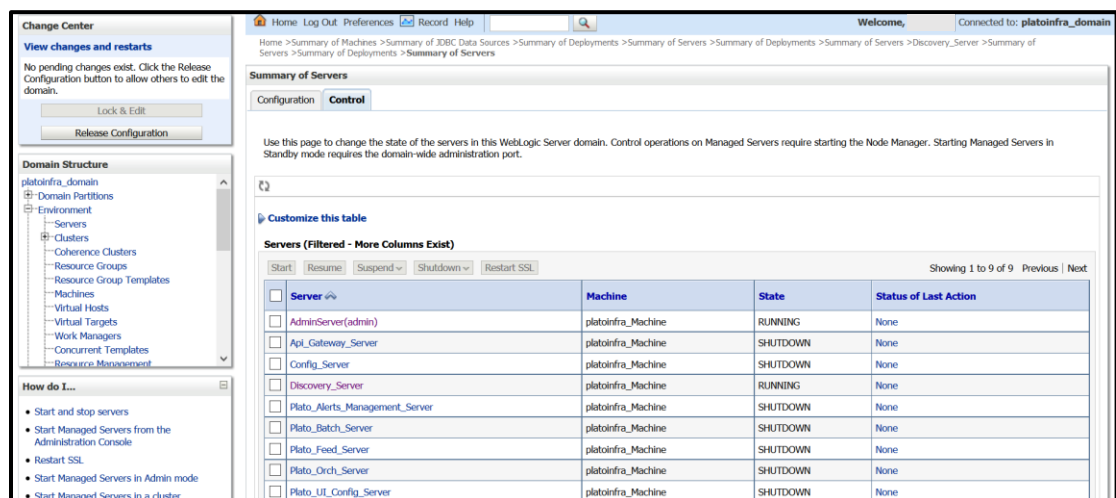 Change Center
View changes and restarts
No pending changes exist. Click the Release
Configuration button to allow others to edit the
domain.
Lock & Edit
Release Configuration
Domain Structure
platoinfra_domain
Domain Partitions
Environment
Servers
Clusters
Coherence Clusters
Resource Groups
Resource Group Templates
Machines
Virtual Hosts
Virtual Targets
Work Managers
Concurrent Templates
Resource Management
How do I...
Start and stop servers
Start Managed Servers from the
Administration Console
Restart SSL
Start Managed Servers in Admin mode
Start Managed Servers in a cluster
Home Log Out Preferences Record Help
Welcome,
Connected to: platoinfra_domain
Home >Summary of Machines >Summary of JDBC Data Sources >Summary of Deployments >Summary of Servers >Summary of Deployments >Summary of Servers >Discovery_Server >Summary of
Servers >Summary of Deployments >Summary of Servers
Summary of Servers
Configuration Control
Use this page to change the state of the servers in this WebLogic Server domain. Control operations on Managed Servers require starting the Node Manager. Starting Managed Servers in
Standby mode requires the domain-wide administration port.
Customize this table
Servers (Filtered - More Columns Exist)
Start Resume Suspend Shutdown Restart SSL
Showing 1 to 9 of 9 Previous | Next
Server Machine State Status of Last Action
AdminServer(admin) platoinfra_Machine RUNNING None
Api_Gateway_Server platoinfra_Machine SHUTDOWN None
Config_Server platoinfra_Machine SHUTDOWN None
Discovery_Server platoinfra_Machine RUNNING None
Plato_Alerts_Management_Server platoinfra_Machine SHUTDOWN None
Plato_Batch_Server platoinfra_Machine SHUTDOWN None
Plato_Feed_Server platoinfra_Machine SHUTDOWN None
Plato_Orch_Server platoinfra_Machine SHUTDOWN None
Plato_UI_Config_Server platoinfra_Machine SHUTDOWN None